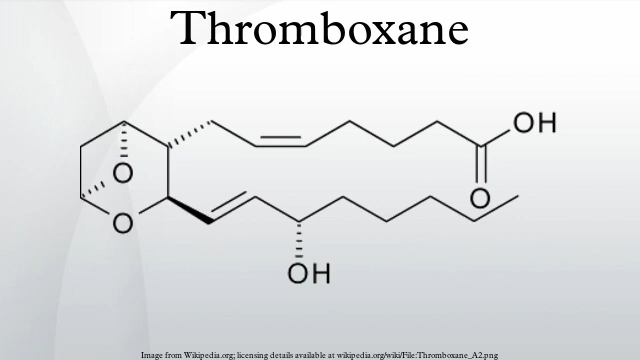 Thromboxane
OH
O
O
O
OH
Image from Wikipedia.org; licensing details available at wikipedia.org/wiki/File:Thromboxane_A2.png